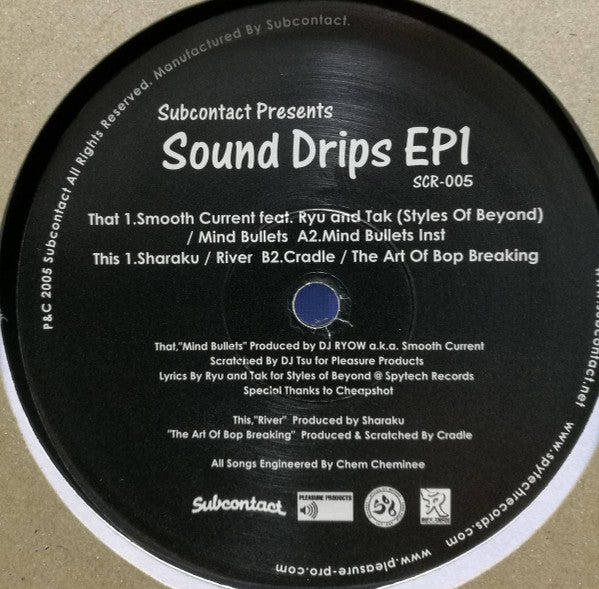 P&C 2005 Subcontact All Rights Reserved. Manufactured By Subcontact.
Subcontact Presents
Sound Drips EP1
SCR-005
That 1.Smooth Current feat. Ryu and Tak (Styles Of Beyond)
/ Mind Bullets A2.Mind Bullets Inst
This 1.Sharaku / River B2.Cradle / The Art Of Bop Breaking
That,"Mind Bullets" Produced by DJ RYOW a.k.a. Smooth Current
Scratched By DJ Tsu for Pleasure Products
Lyrics By Ryu and Tak for Styles of Beyond @ Spytech Records
Special Thanks to Cheapshot
This,"River" Produced by Sharaku
"The Art Of Bop Breaking" Produced & Scratched By Cradle
All Songs Engineered By Chem Cheminee
Subcontact
PLEASURE PRODUCTS
www.pleasure-pro.com
www.spytechrecords.com